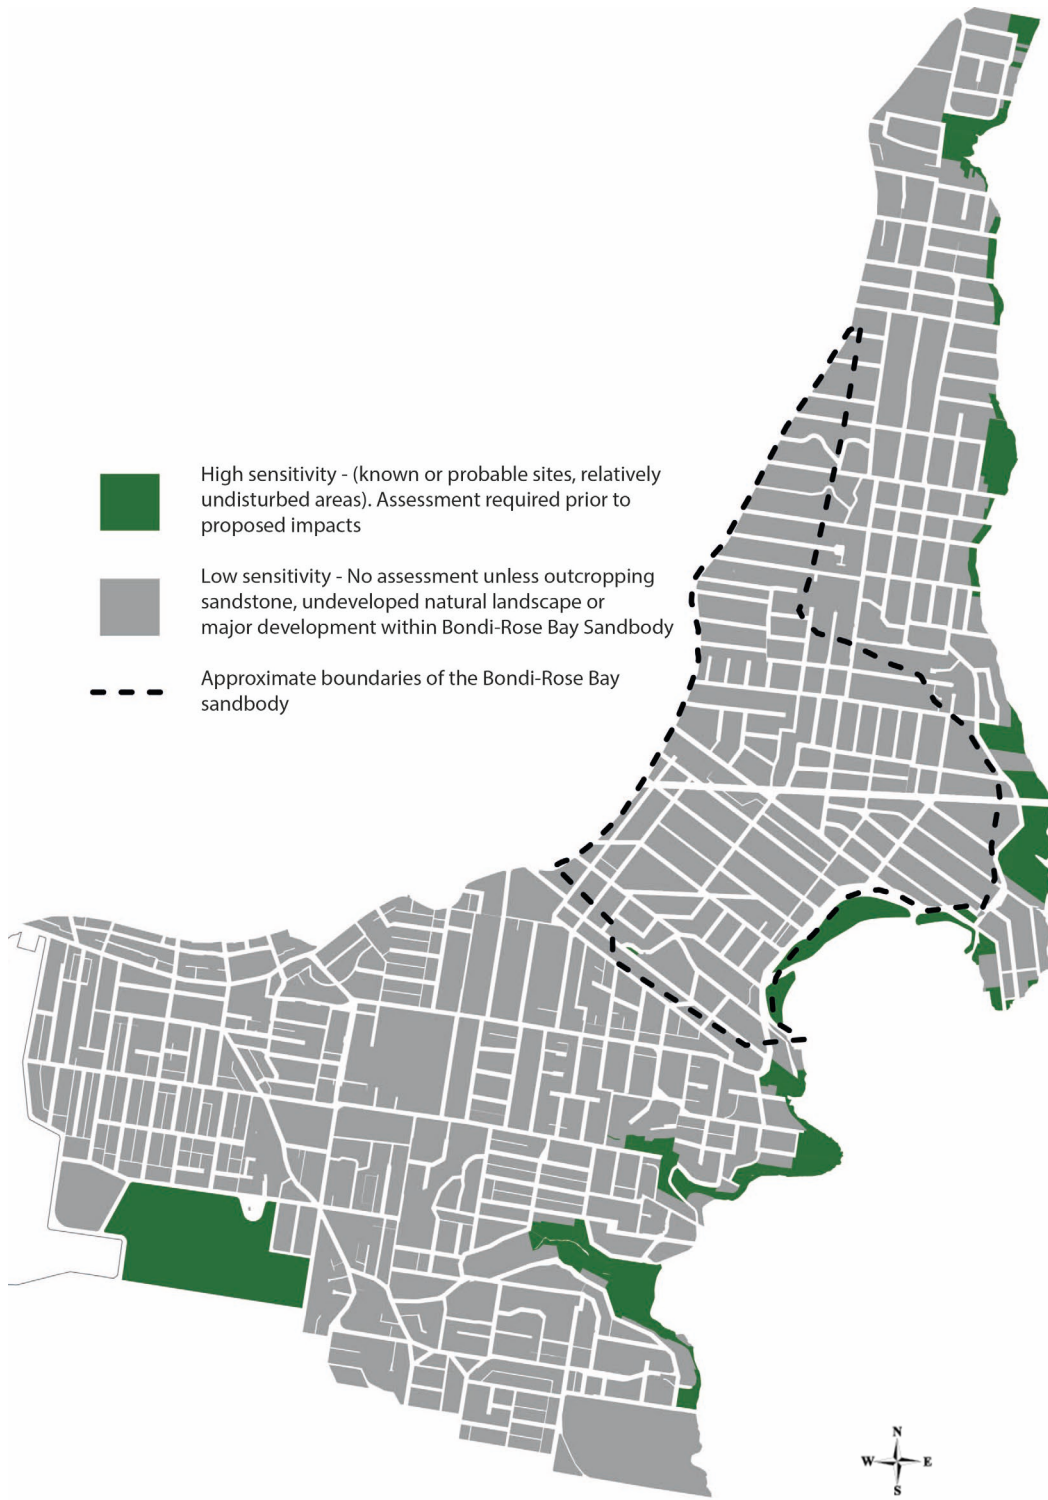 High sensitivity - (known or probable sites, relatively
undisturbed areas). Assessment required prior to
proposed impacts
Low sensitivity - No assessment unless outcropping
sandstone, undeveloped natural landscape or
major development within Bondi-Rose Bay Sandbody
Approximate boundaries of the Bondi-Rose Bay
sandbody
N
W E
S